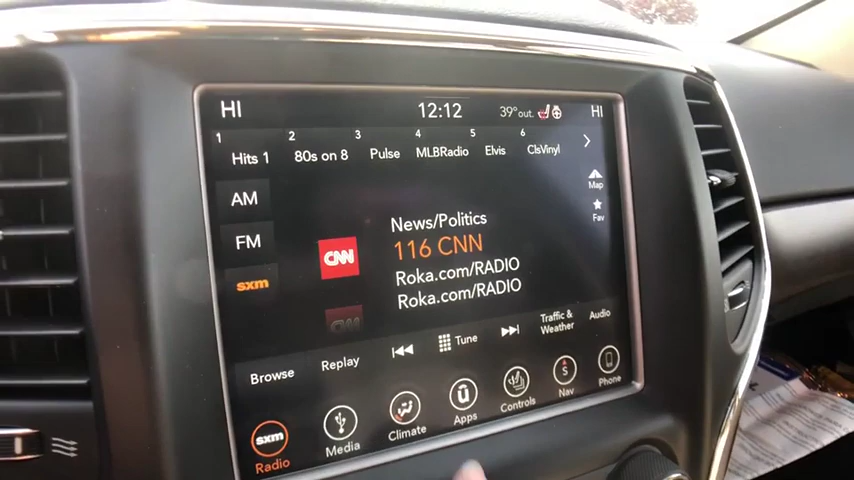 HI 12:12 39°out. HI
1 2 3 4 5 6
Hits 1 80s on 8 Pulse MLBRadio Elvis ClsVinyl
Map
Fav
AM
FM
sxm
CNN
News/Politics
116 CNN
Roka.com/RADIO
Roka.com/RADIO
CNN
Browse Replay Tune Traffic & Weather Audio
sxm
Radio Media Climate Apps Controls Nav Phone
S